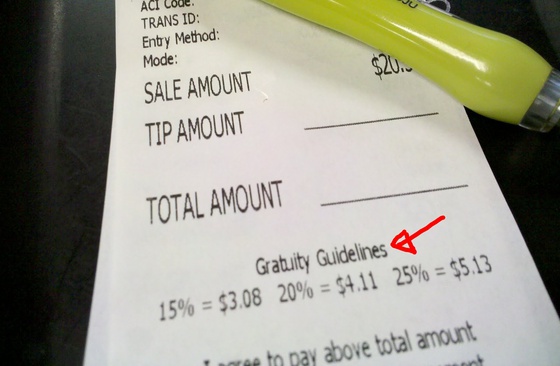 ACI Code:
TRANS ID:
Entry Method:
Mode:
SALE AMOUNT
TIP AMOUNT
TOTAL AMOUNT
Gratuity Guidelines
15% = $3.08 20% = $4.11 25% = $5.13
I agree to pay above total amount